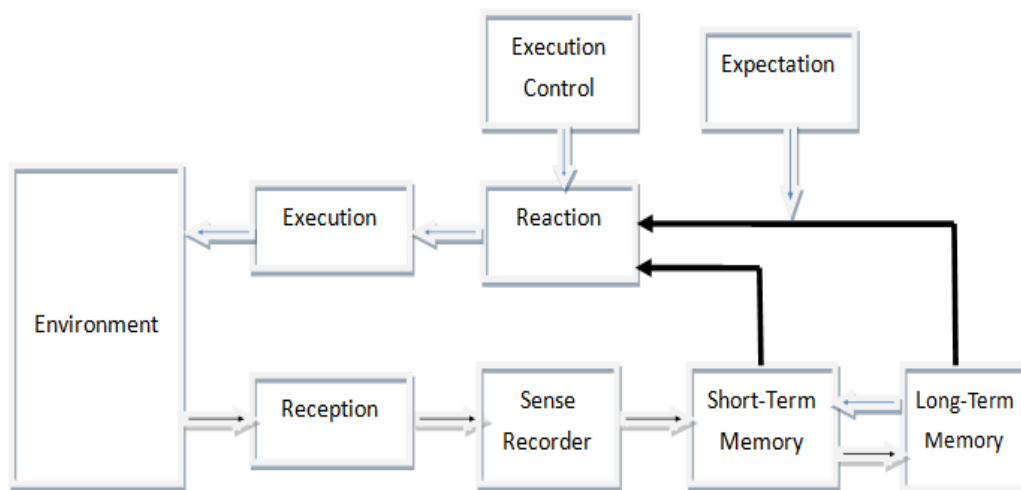 Execution
Control
Expectation
Execution
Reaction
Environment
Reception
Sense
Recorder
Short-Term
Memory
Long-Term
Memory